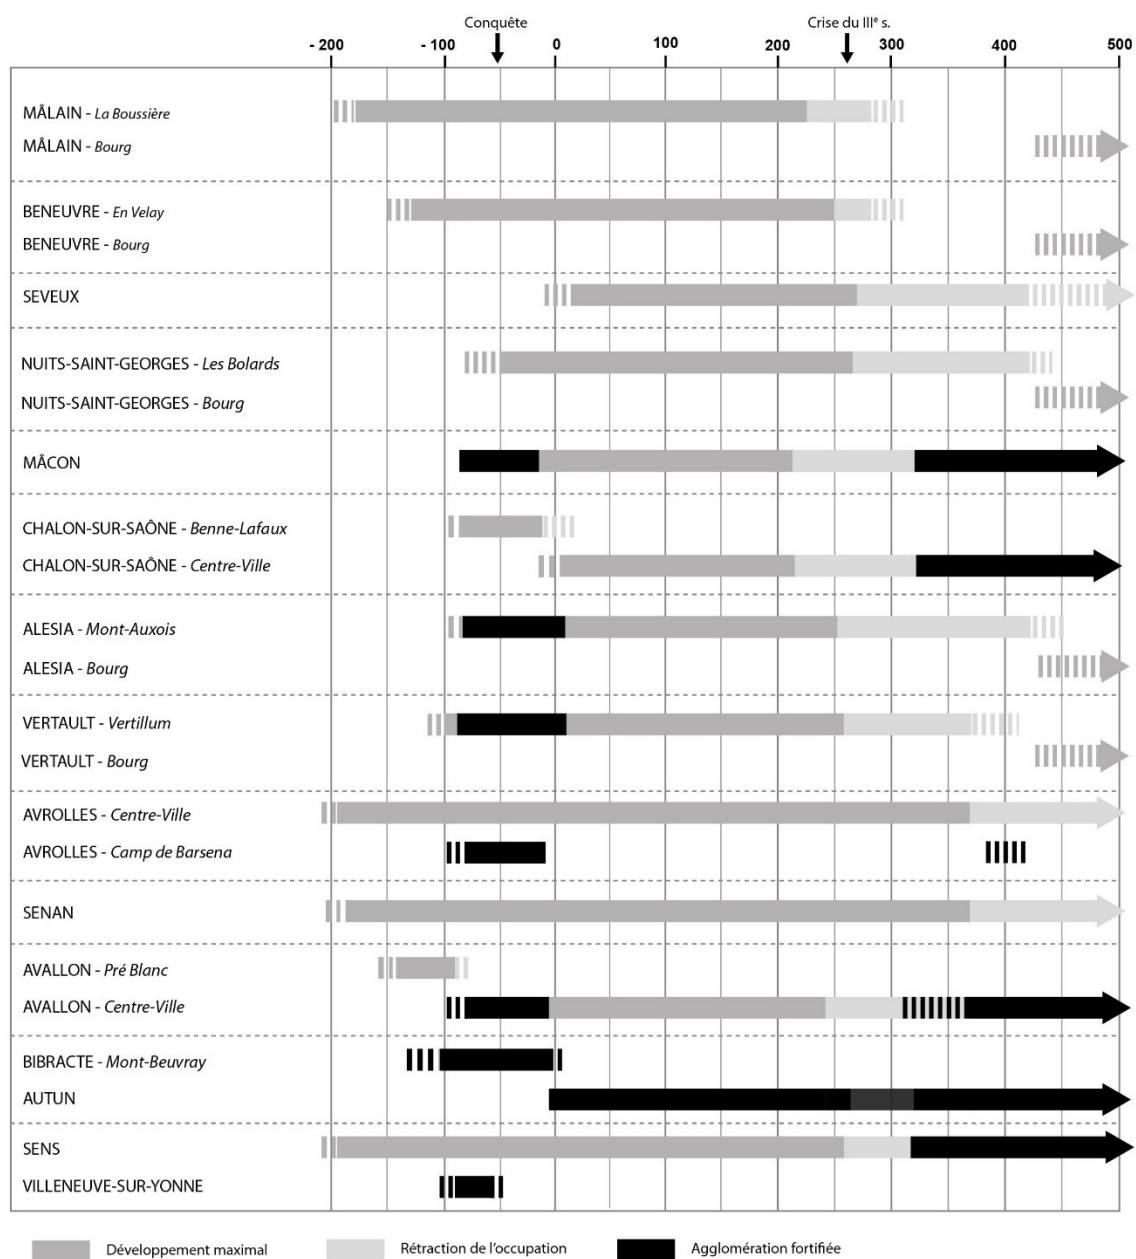 Conquête Crise du IIIᵉ s.
- 200 - 100 0 100 200 300 400 500
MÂLAIN - La Boussière
MÂLAIN - Bourg
BENEUVRE - En Velay
BENEUVRE - Bourg
SEVEUX
NUITS-SAINT-GEORGES - Les Bolards
NUITS-SAINT-GEORGES - Bourg
MÂCON
CHALON-SUR-SAÔNE - Benne-Lafaux
CHALON-SUR-SAÔNE - Centre-Ville
ALESIA - Mont-Auxois
ALESIA - Bourg
VERTAULT - Vertillum
VERTAULT - Bourg
AVROLLES - Centre-Ville
AVROLLES - Camp de Barsena
SENAN
AVALLON - Pré Blanc
AVALLON - Centre-Ville
BIBRACTE - Mont-Beuvray
AUTUN
SENS
VILLENEUVE-SUR-YONNE
Développement maximal Rétraction de l'occupation Agglomération fortifiée